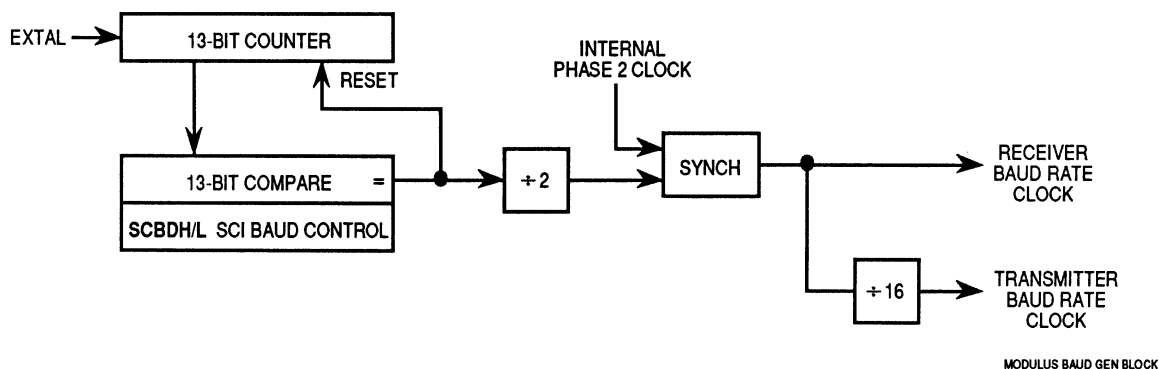 EXTAL
13-BIT COUNTER
RESET
INTERNAL
PHASE 2 CLOCK
13-BIT COMPARE =
SCBDH/L SCI BAUD CONTROL
÷2
SYNCH
RECEIVER
BAUD RATE
CLOCK
÷16
TRANSMITTER
BAUD RATE
CLOCK
MODULUS BAUD GEN BLOCK